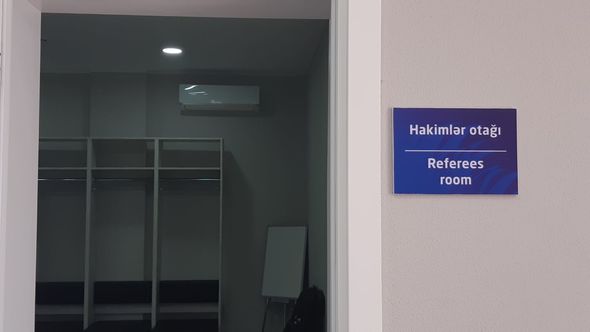 Hakimlər otağı
Referees
room